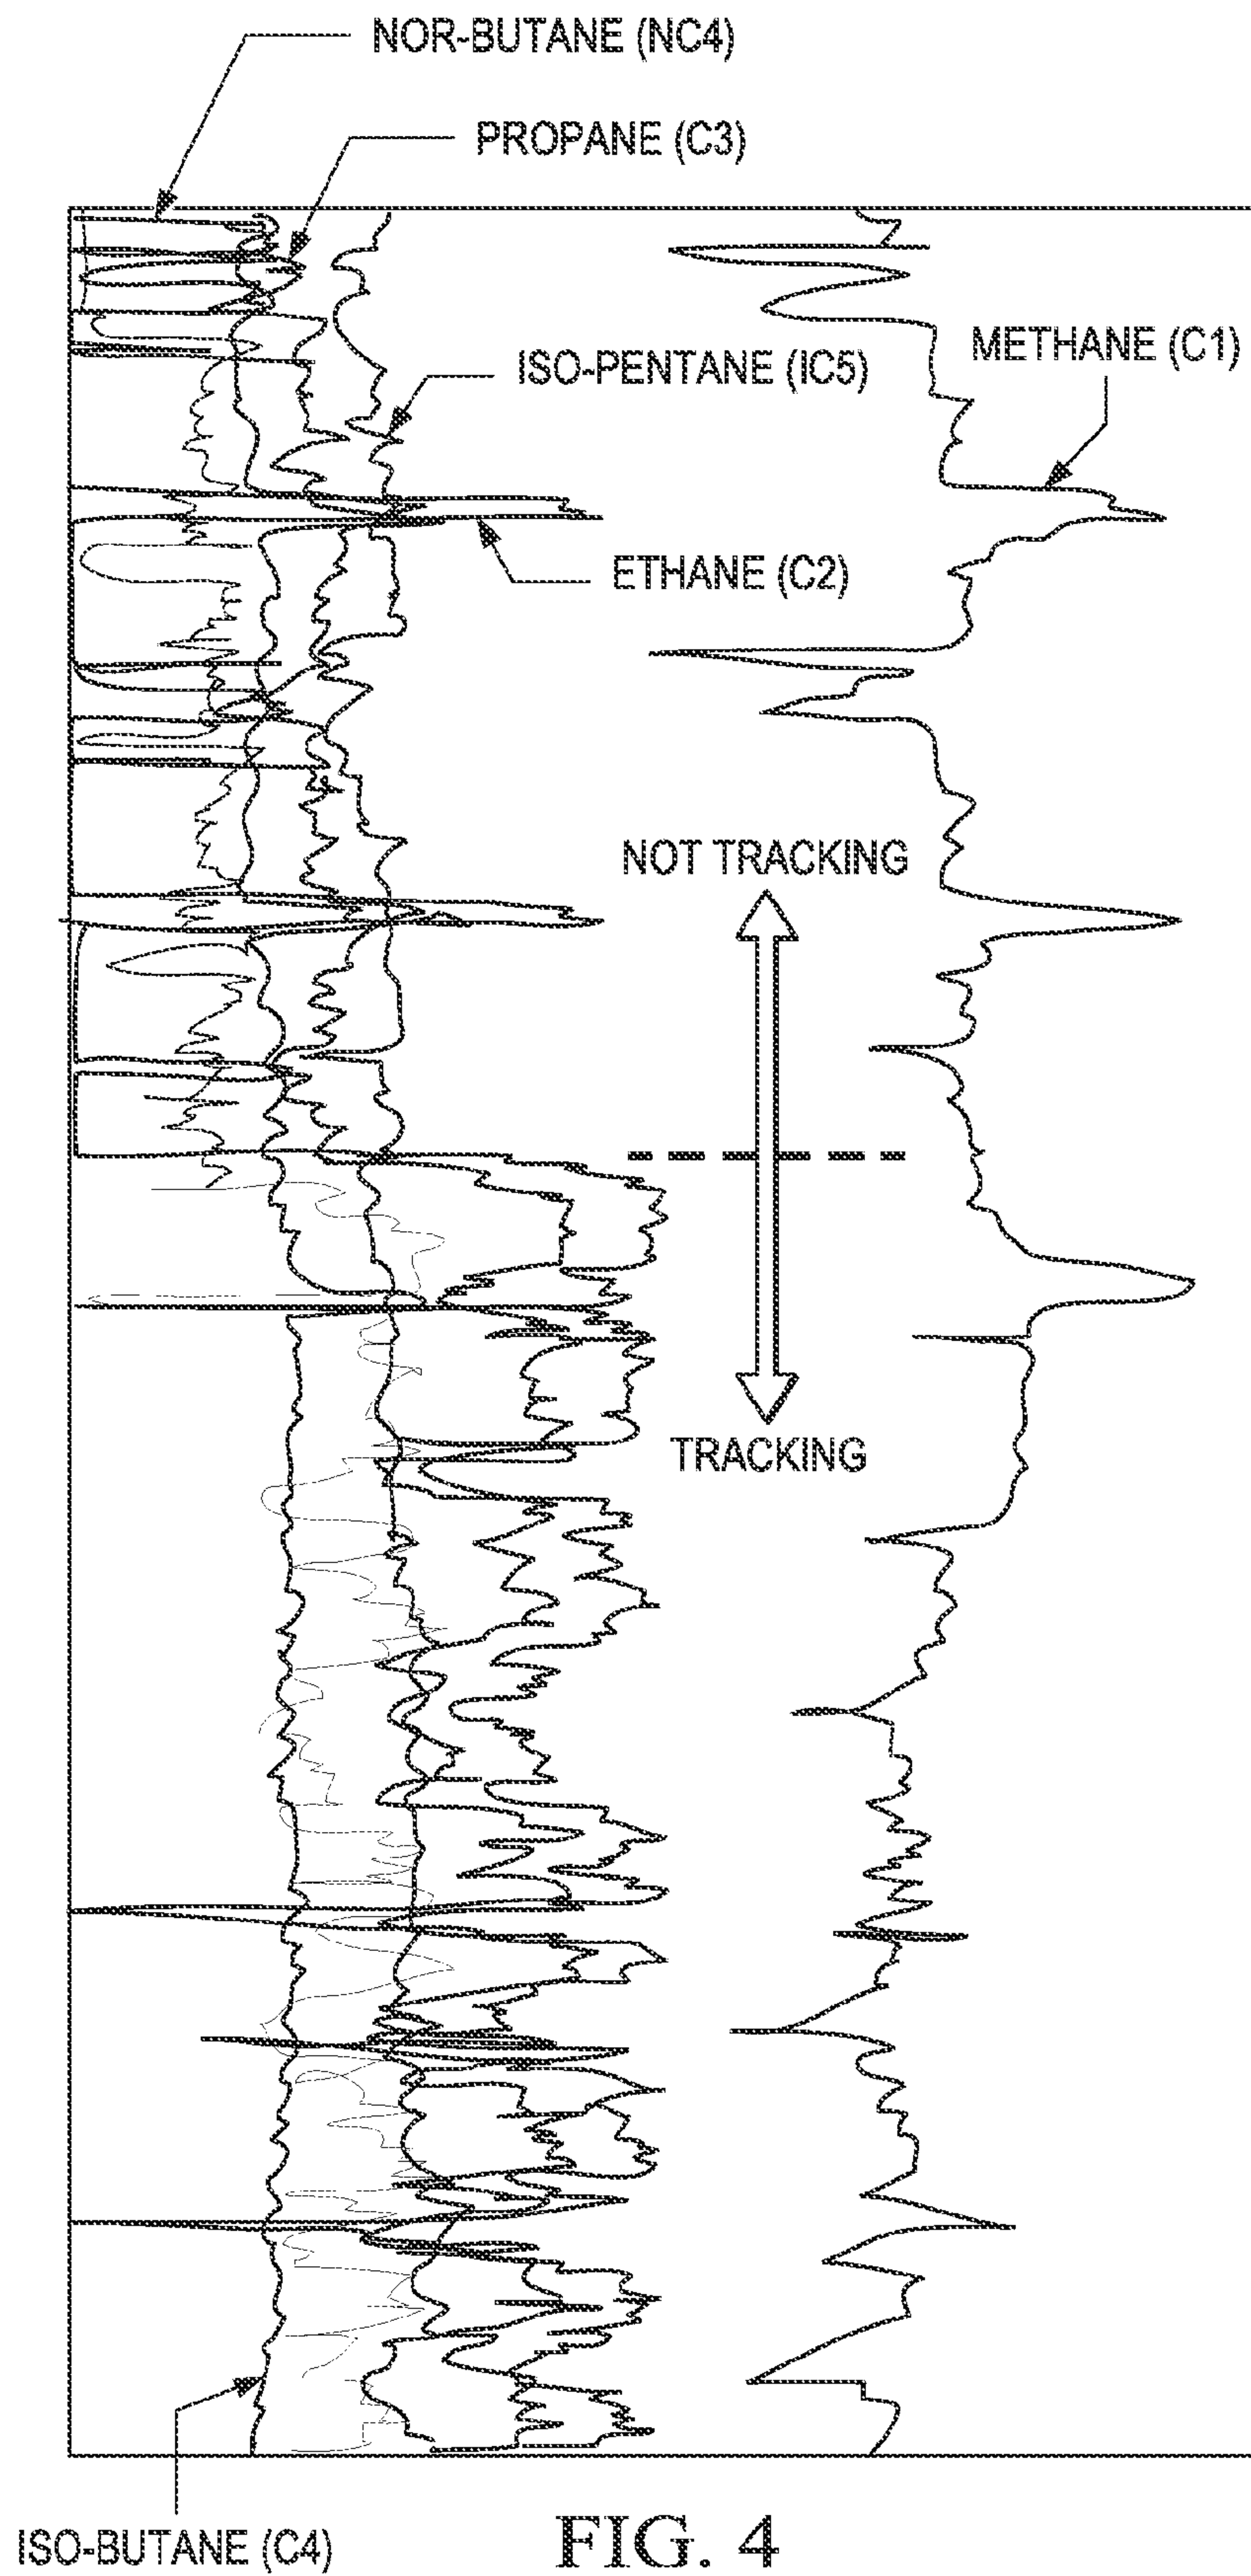 NOR-BUTANE (NC4)
PROPANE (C3)
METHANE (C1)
ISO-PENTANE (IC5)
ETHANE (C2)
NOT TRACKING
TRACKING
ISO-BUTANE (C4)
FIG. 4